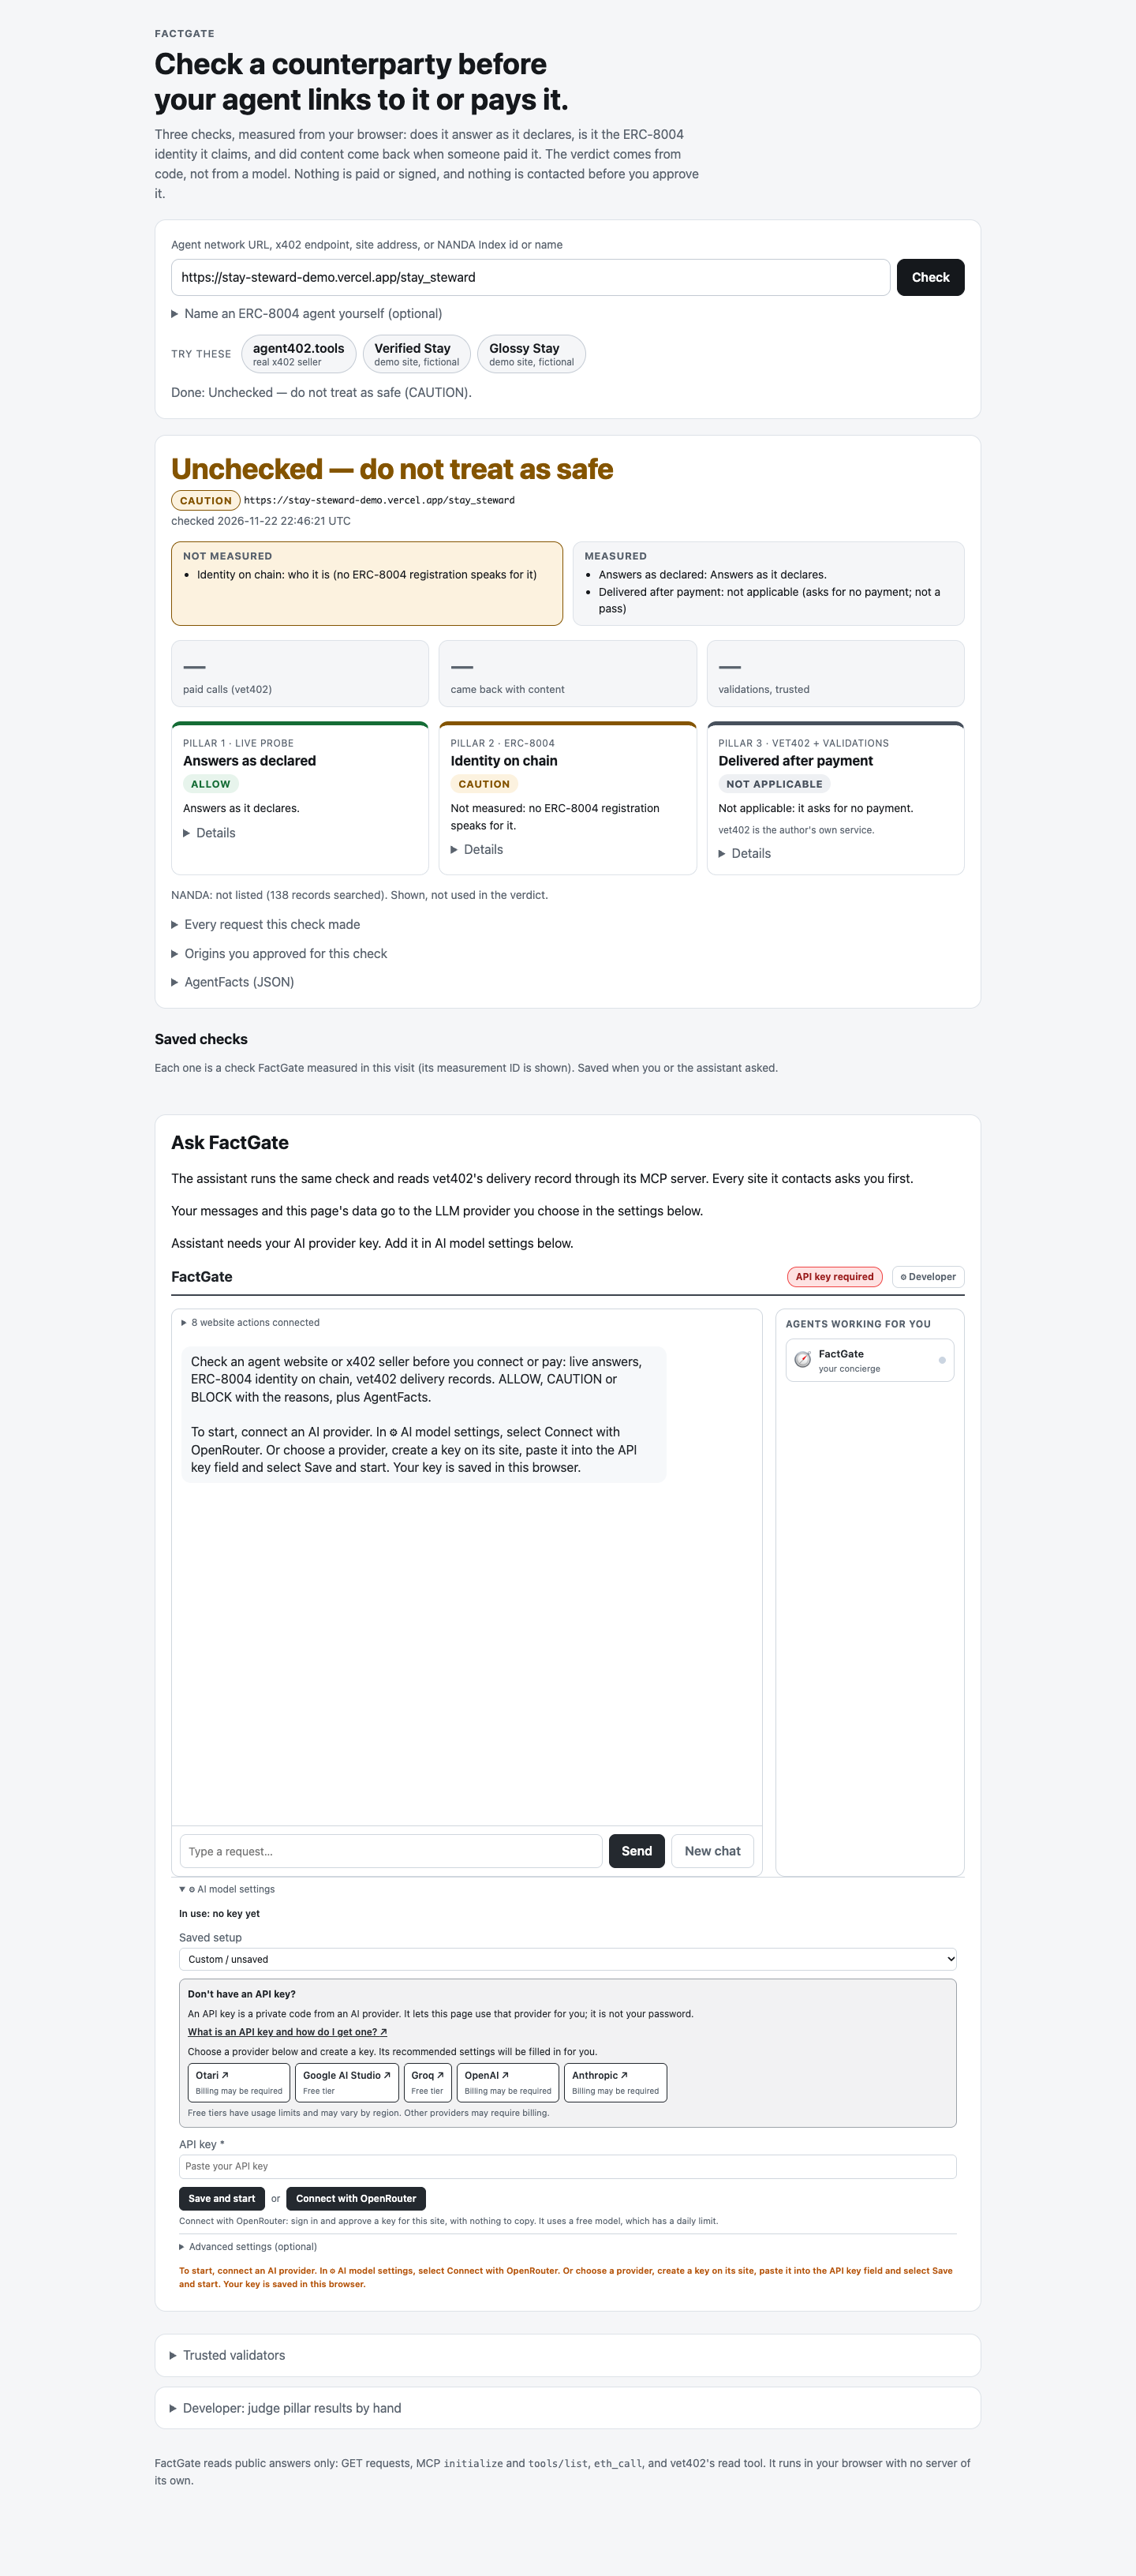 FACTGATE
Check a counterparty before
your agent links to it or pays it.
Three checks, measured from your browser: does it answer as it declares, is it the ERC-8004
identity it claims, and did content come back when someone paid it. The verdict comes from
code, not from a model. Nothing is paid or signed, and nothing is contacted before you approve
it.
Agent network URL, x402 endpoint, site address, or NANDA Index id or name
https://stay-steward-demo.vercel.app/stay_steward
Check
Name an ERC-8004 agent yourself (optional)
TRY THESE
agent402.tools
real x402 seller
Verified Stay
demo site, fictional
Glossy Stay
demo site, fictional
Done: Unchecked — do not treat as safe (CAUTION).
Unchecked — do not treat as safe
CAUTION https://stay-steward-demo.vercel.app/stay_steward
checked 2026-11-22 22:46:21 UTC
NOT MEASURED
• Identity on chain: who it is (no ERC-8004 registration speaks for it)
MEASURED
• Answers as declared: Answers as it declares.
• Delivered after payment: not applicable (asks for no payment; not a
pass)
—
paid calls (vet402)
—
came back with content
—
validations, trusted
PILLAR 1 · LIVE PROBE
Answers as declared
ALLOW
Answers as it declares.
Details
PILLAR 2 · ERC-8004
Identity on chain
CAUTION
Not measured: no ERC-8004 registration
speaks for it.
Details
PILLAR 3 · VET402 + VALIDATIONS
Delivered after payment
NOT APPLICABLE
Not applicable: it asks for no payment.
vet402 is the author's own service.
Details
NANDA: not listed (138 records searched). Shown, not used in the verdict.
Every request this check made
Origins you approved for this check
AgentFacts (JSON)
Saved checks
Each one is a check FactGate measured in this visit (its measurement ID is shown). Saved when you or the assistant asked.
Ask FactGate
The assistant runs the same check and reads vet402's delivery record through its MCP server. Every site it contacts asks you first.
Your messages and this page's data go to the LLM provider you choose in the settings below.
Assistant needs your AI provider key. Add it in AI model settings below.
FactGate
API key required
⚙ Developer
8 website actions connected
Check an agent website or x402 seller before you connect or pay: live answers,
ERC-8004 identity on chain, vet402 delivery records. ALLOW, CAUTION or
BLOCK with the reasons, plus AgentFacts.
To start, connect an AI provider. In ⚙ AI model settings, select Connect with
OpenRouter. Or choose a provider, create a key on its site, paste it into the API
key field and select Save and start. Your key is saved in this browser.
AGENTS WORKING FOR YOU
FactGate
your concierge
Type a request...
Send
New chat
⚙ AI model settings
In use: no key yet
Saved setup
Custom / unsaved
Don't have an API key?
An API key is a private code from an AI provider. It lets this page use that provider for you; it is not your password.
What is an API key and how do I get one? ↗
Choose a provider below and create a key. Its recommended settings will be filled in for you.
Otari ↗
Billing may be required
Google AI Studio ↗
Free tier
Groq ↗
Free tier
OpenAI ↗
Billing may be required
Anthropic ↗
Billing may be required
Free tiers have usage limits and may vary by region. Other providers may require billing.
API key *
Paste your API key
Save and start
or
Connect with OpenRouter
Connect with OpenRouter: sign in and approve a key for this site, with nothing to copy. It uses a free model, which has a daily limit.
Advanced settings (optional)
To start, connect an AI provider. In ⚙ AI model settings, select Connect with OpenRouter. Or choose a provider, create a key on its site, paste it into the API key field and select Save
and start. Your key is saved in this browser.
Trusted validators
Developer: judge pillar results by hand
FactGate reads public answers only: GET requests, MCP initialize and tools/list, eth_call, and vet402's read tool. It runs in your browser with no server of
its own.